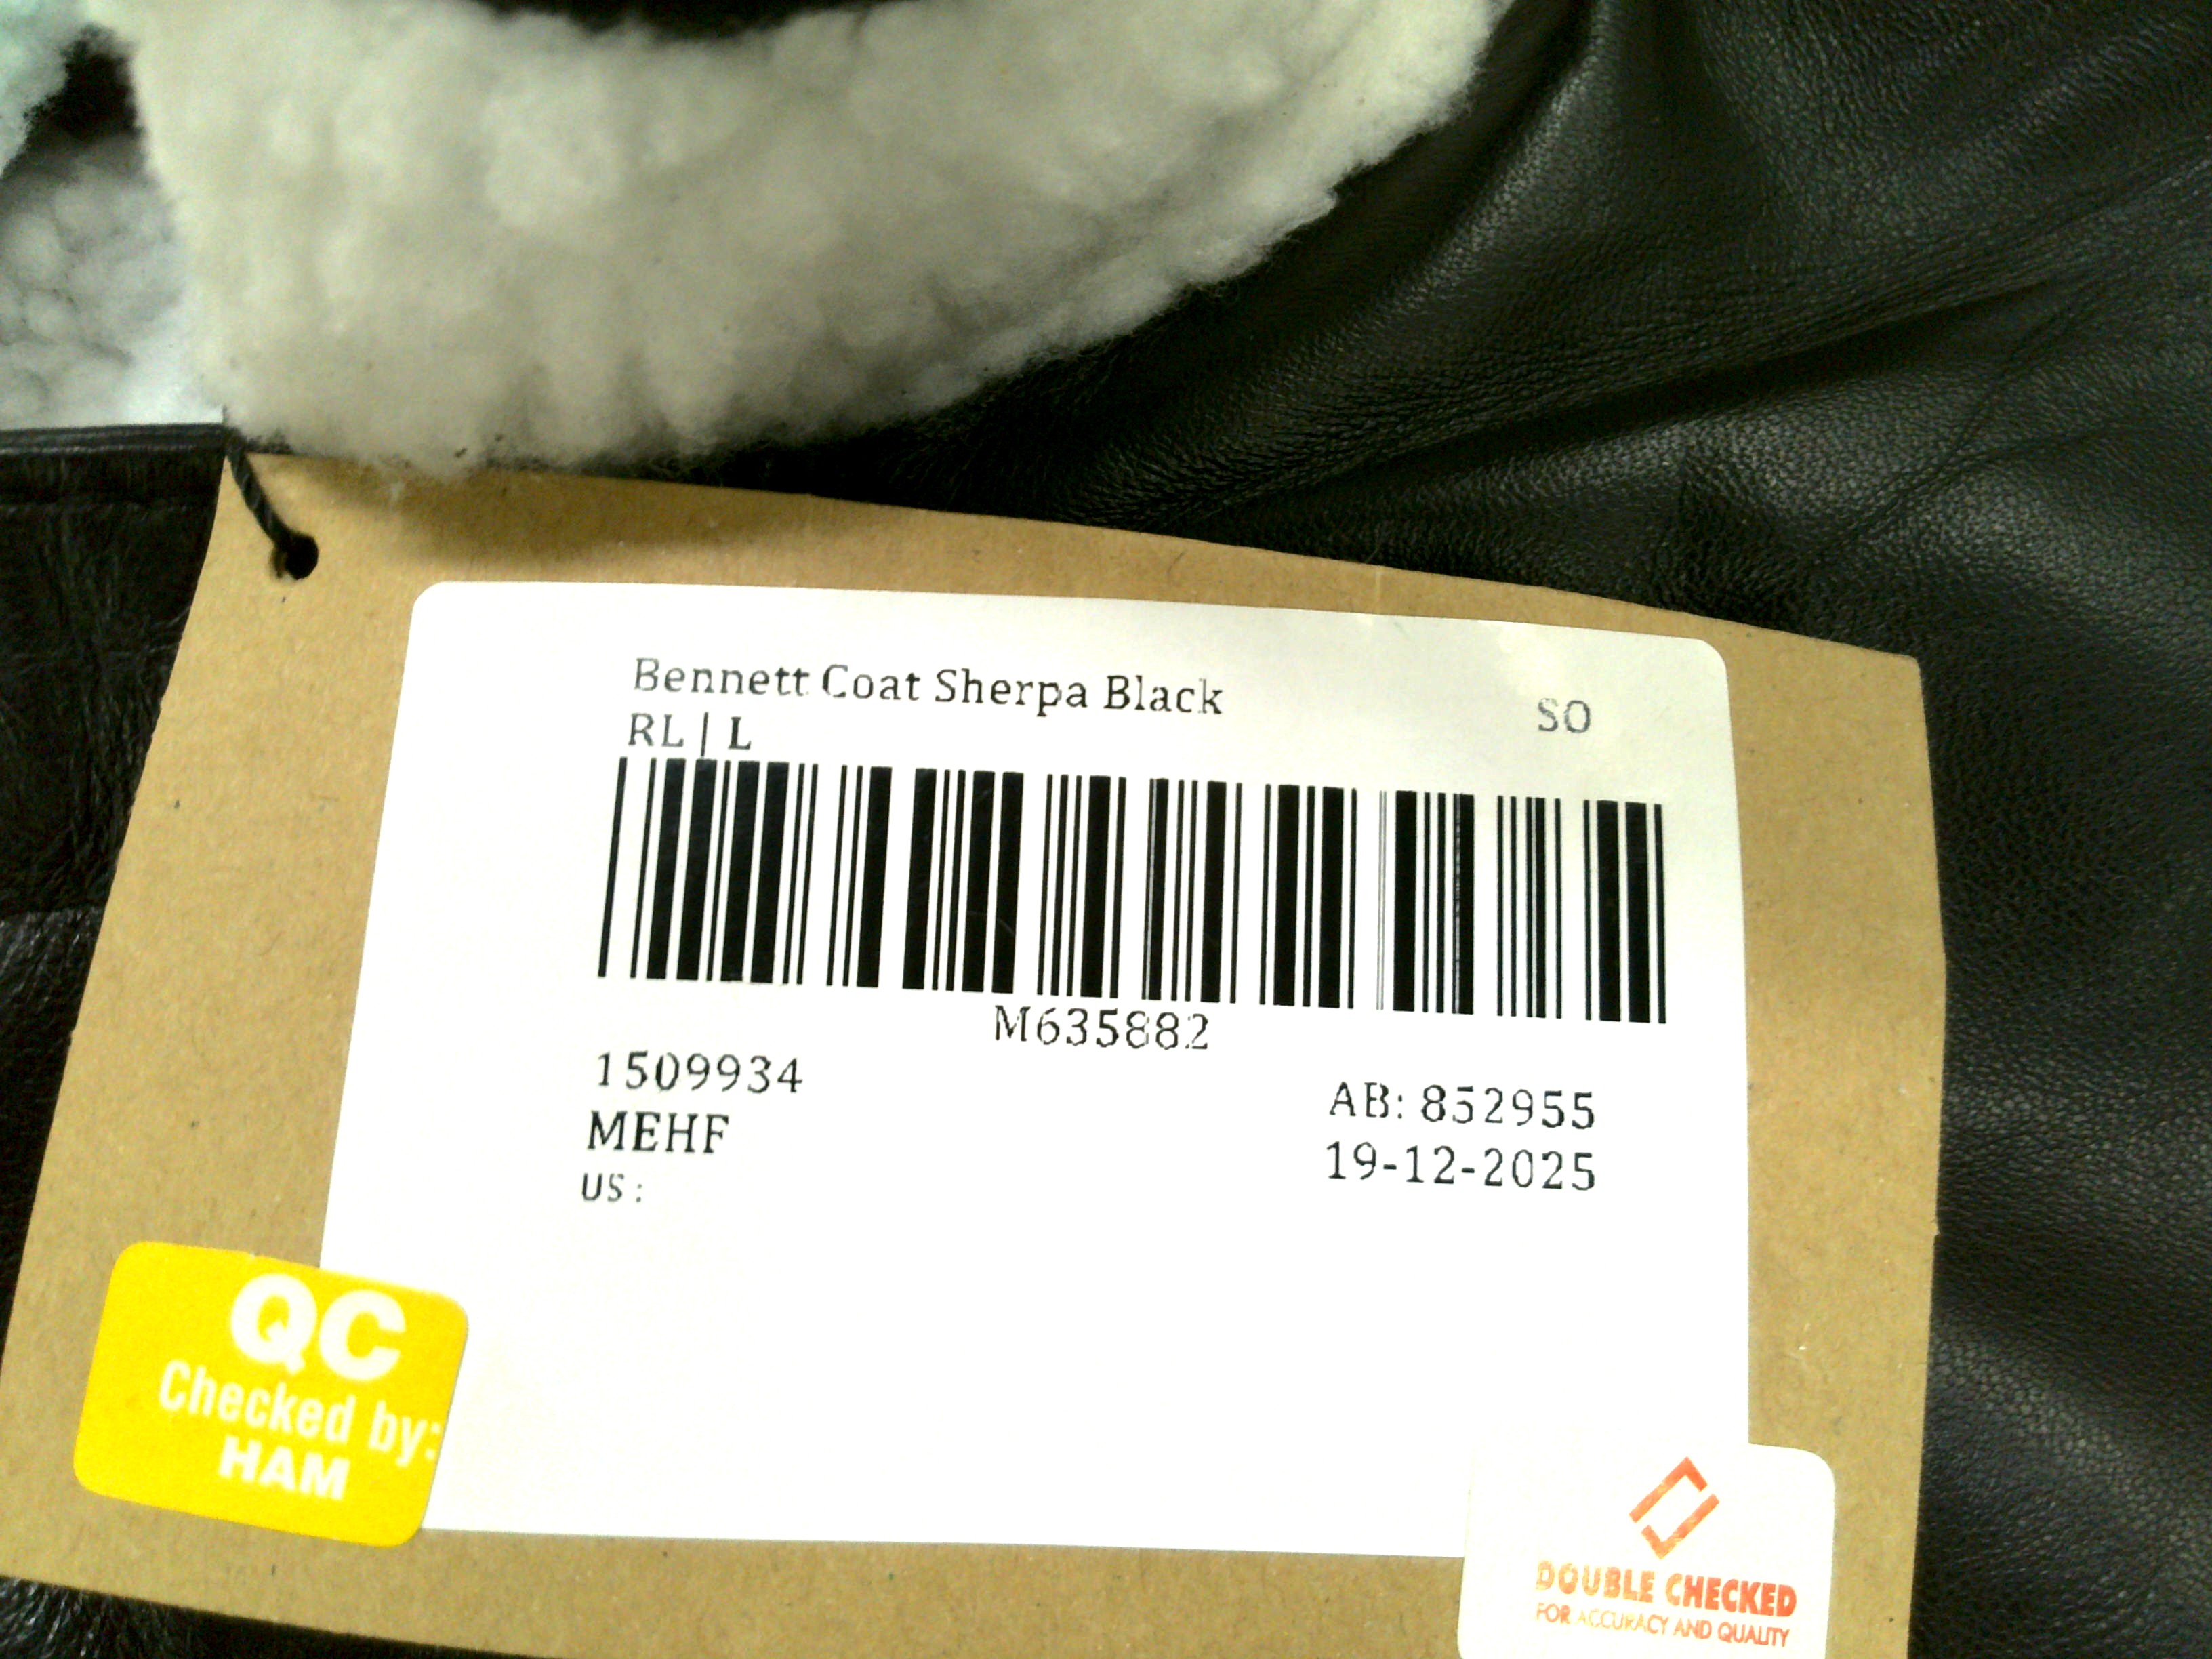 Bennett Coat Sherpa Black
SO
RL | L
M635882
1509934
AB: 852955
MEHF
19-12-2025
US :
QC
Checked by:
HAM
DOUBLE CHECKED
FOR ACCURACY AND QUALITY